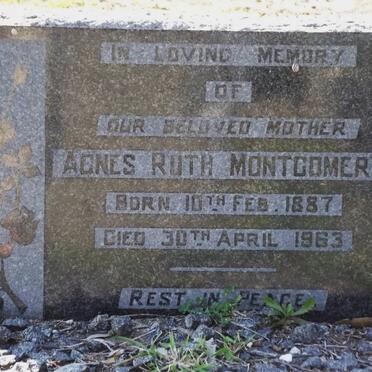 IN LOVING MEMORY
OF
OUR BELOVED MOTHER
AGNES RUTH MONTGOMER
BORN 10TH FEB. 1887
DIED 30TH APRIL 1963
REST IN PEACE